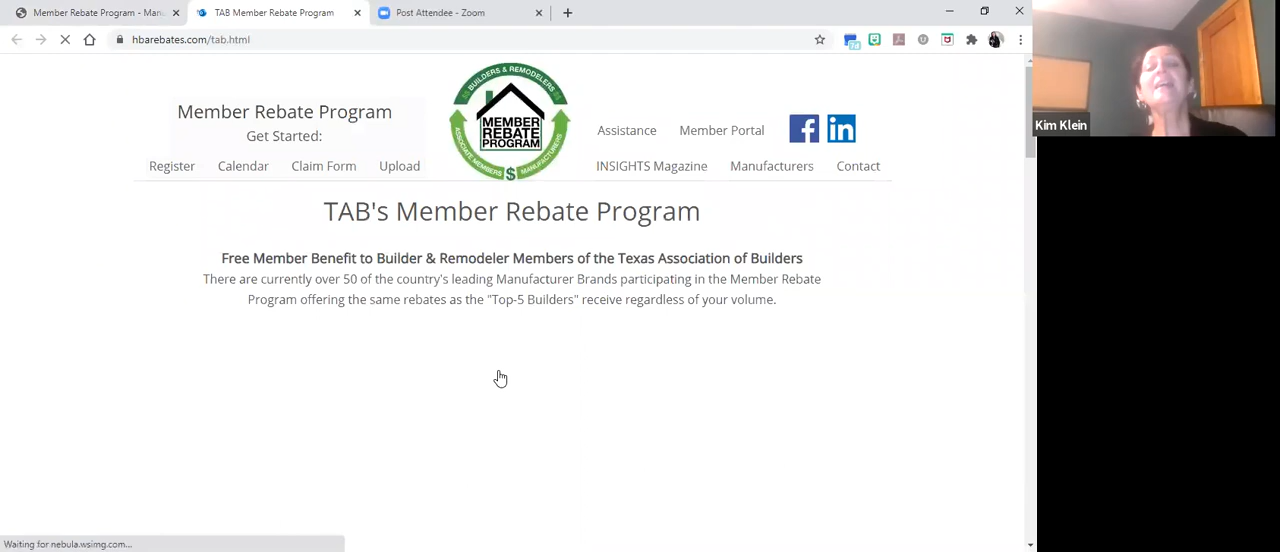 Member Rebate Program - Man
TAB Member Rebate Program
Post Attendee - Zoom
hbarebates.com/tab.html
Member Rebate Program
Get Started:
Register
Calendar
Claim Form
Upload
BUILDERS & REMODELERS
MEMBER
REBATE
PROGRAM
ASSOCIATE MEMBERS
MANUFACTURERS
$
Assistance
Member Portal
INSIGHTS Magazine
Manufacturers
Contact
TAB's Member Rebate Program
Free Member Benefit to Builder & Remodeler Members of the Texas Association of Builders
There are currently over 50 of the country's leading Manufacturer Brands participating in the Member Rebate
Program offering the same rebates as the "Top-5 Builders" receive regardless of your volume.
Waiting for nebula.wsimg.com...
Kim Klein